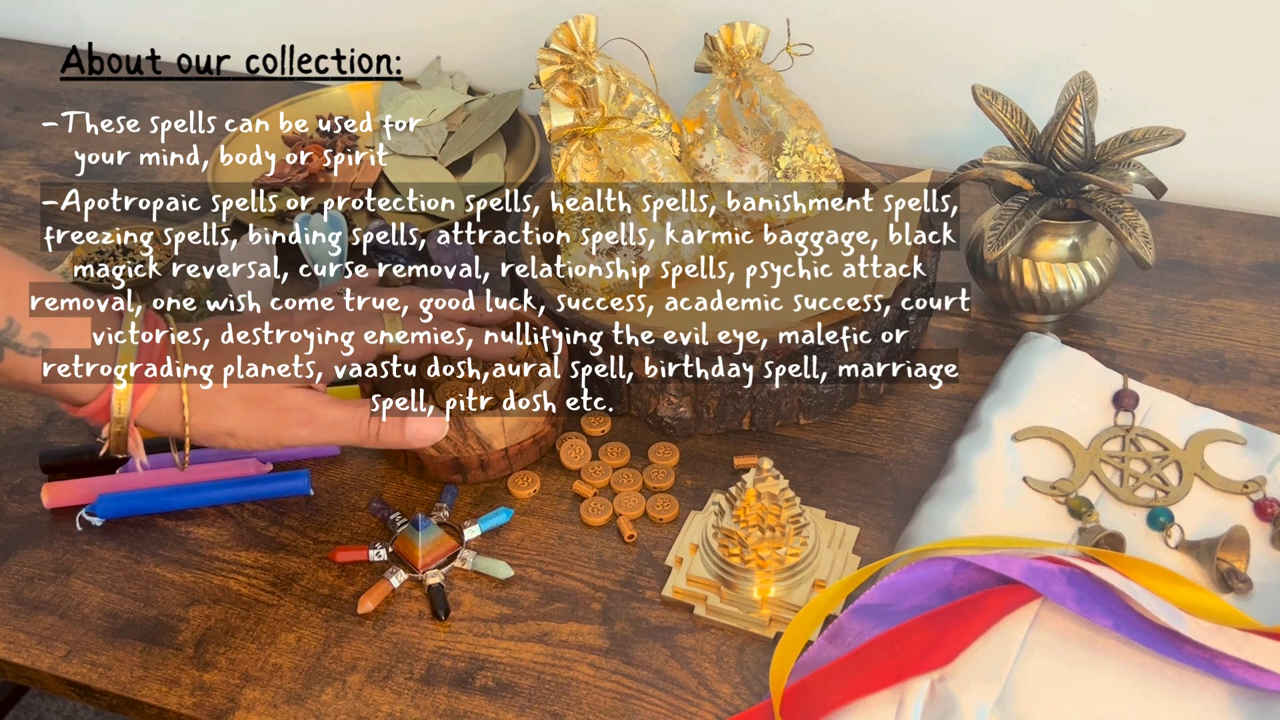 About our collection:
-These spells can be used for
your mind, body or spirit
-Apotropaic spells or protection spells, health spells, banishment spells,
freezing spells, binding spells, attraction spells, karmic baggage, black
magick reversal, curse removal, relationship spells, psychic attack
removal, one wish come true, good luck, success, academic success, court
victories, destroying enemies, nullifying the evil eye, malefic or
retrograding planets, vaastu dosh,aural spell, birthday spell, marriage
spell, pitr dosh etc.